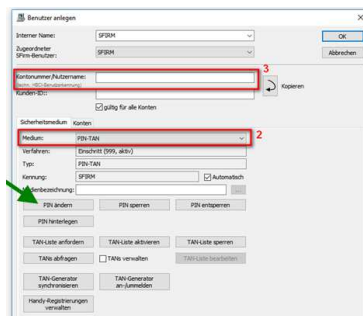 Benutzer anlegen
Interner Name: SFIRM OK
Zugeordneter SFirm-Benutzer: SFIRM Abbrechen
3
Kontonummer/Nutzername:
Kopieren
Kunden-ID::
gültig für alle Konten
Sicherheitsmedium Konten
Medium: PIN-TAN 2
Verfahren: Einschritt (999, aktiv)
Typ: PIN-TAN
Kennung: SFIRM Automatisch
Medienbezeichnung: ...
PIN ändern PIN sperren PIN entsperren
PIN hinterlegen
TAN-Liste anfordern TAN-Liste aktivieren TAN-Liste sperren
TANs abfragen TANs verwalten TAN-Liste bearbeiten
TAN-Generator synchronisieren TAN-Generator an-/ummelden
Handy-Registrierungen verwalten